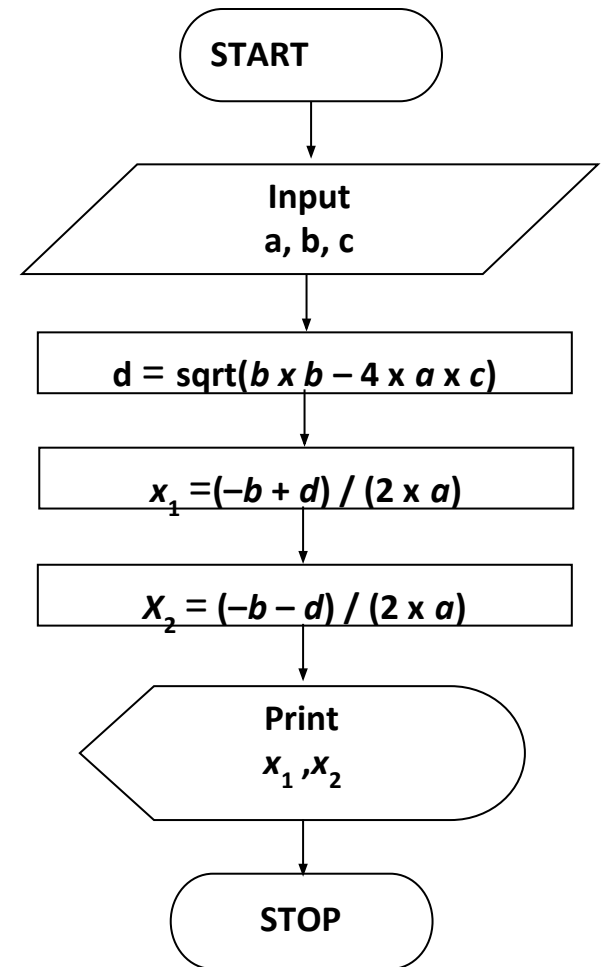 START
Input
a, b, c
d = sqrt(b x b – 4 x a x c)
x₁ =(–b + d) / (2 x a)
X₂ = (–b – d) / (2 x a)
Print
x₁ ,x₂
STOP